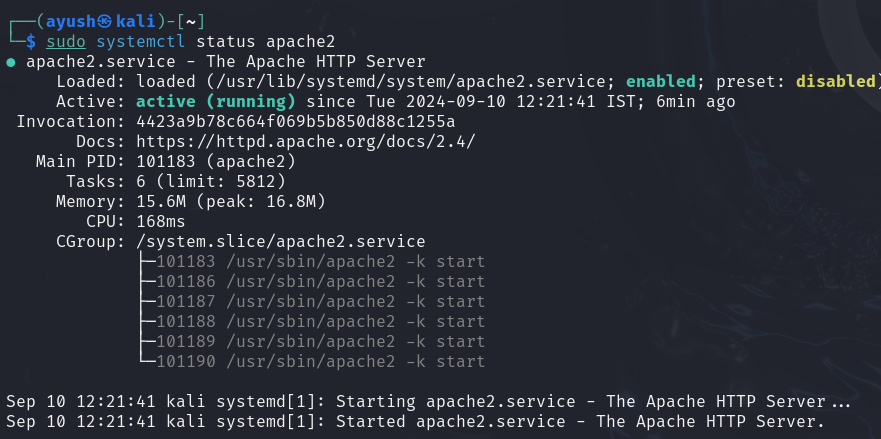 ┌──(ayush㉿kali)-[~]
└─$ sudo systemctl status apache2
● apache2.service - The Apache HTTP Server
     Loaded: loaded (/usr/lib/systemd/system/apache2.service; enabled; preset: disabled)
     Active: active (running) since Tue 2024-09-10 12:21:41 IST; 6min ago
 Invocation: 4423a9b78c664f069b5b850d88c1255a
       Docs: https://httpd.apache.org/docs/2.4/
   Main PID: 101183 (apache2)
      Tasks: 6 (limit: 5812)
     Memory: 15.6M (peak: 16.8M)
        CPU: 168ms
     CGroup: /system.slice/apache2.service
             ├─101183 /usr/sbin/apache2 -k start
             ├─101186 /usr/sbin/apache2 -k start
             ├─101187 /usr/sbin/apache2 -k start
             ├─101188 /usr/sbin/apache2 -k start
             ├─101189 /usr/sbin/apache2 -k start
             └─101190 /usr/sbin/apache2 -k start
Sep 10 12:21:41 kali systemd[1]: Starting apache2.service - The Apache HTTP Server...
Sep 10 12:21:41 kali systemd[1]: Started apache2.service - The Apache HTTP Server.